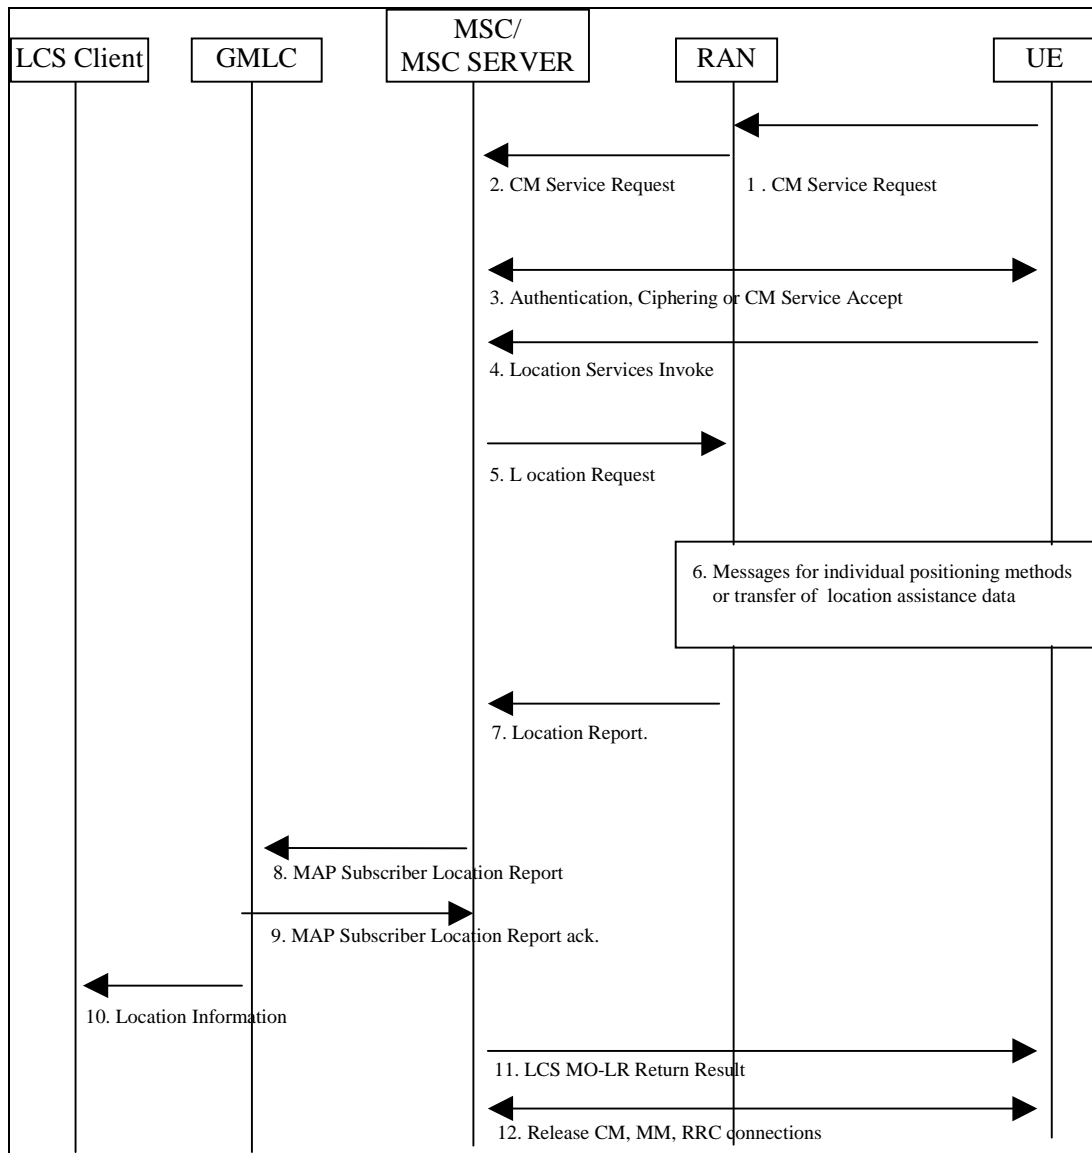 MSC/
MSC SERVER
LCS Client
GMLC
RAN
UE
2. CM Service Request
1 . CM Service Request
3. Authentication, Ciphering or CM Service Accept
4. Location Services Invoke
5. L ocation Request
6. Messages for individual positioning methods
or transfer of location assistance data
7. Location Report.
8. MAP Subscriber Location Report
9. MAP Subscriber Location Report ack.
10. Location Information
11. LCS MO-LR Return Result
12. Release CM, MM, RRC connections